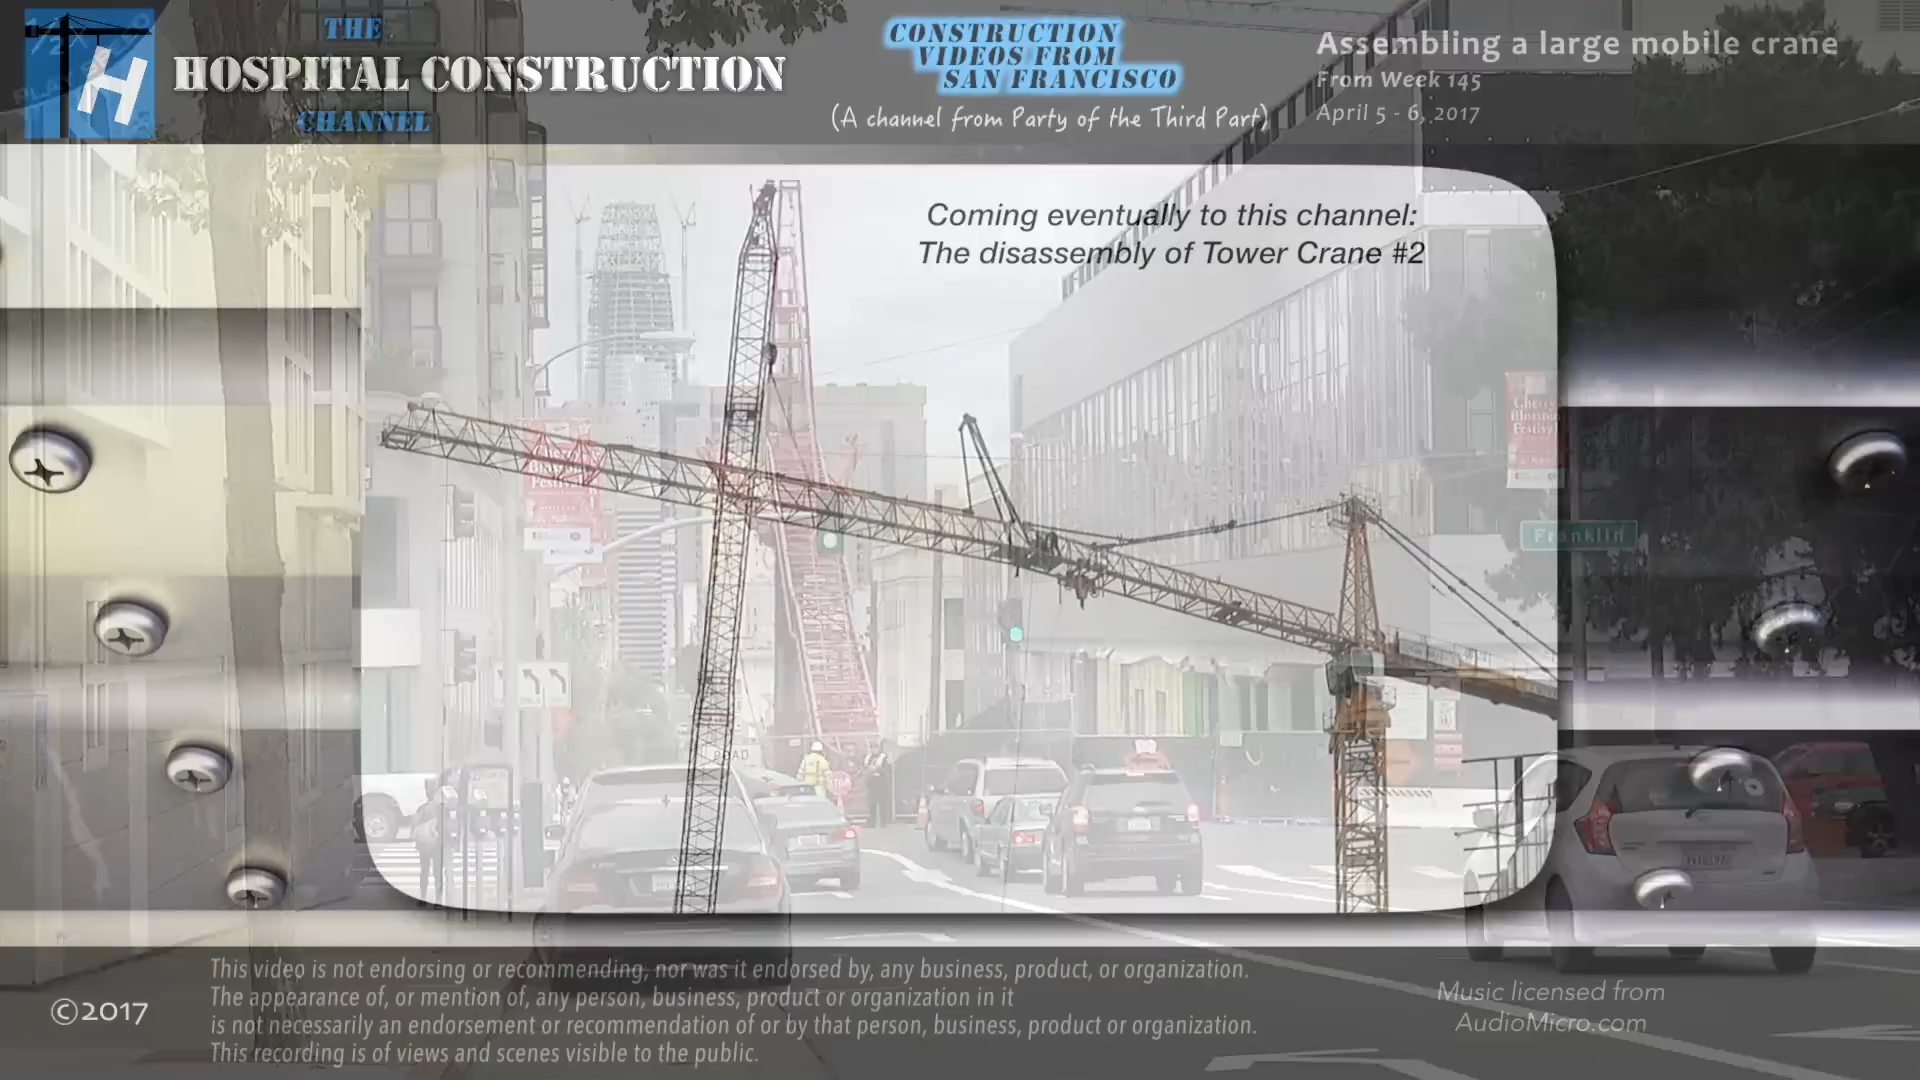 THE
HOSPITAL CONSTRUCTION
CHANNEL
CONSTRUCTION
VIDEOS FROM
SAN FRANCISCO
(A channel from Party of the Third Part)
Assembling a large mobile crane
From Week 145
April 5 - 6, 2017
Coming eventually to this channel:
The disassembly of Tower Crane #2
Cherry
Blossom
Festival
Franklin
©2017
This video is not endorsing or recommending, nor was it endorsed by, any business, product, or organization.
The appearance of, or mention of, any person, business, product or organization in it
is not necessarily an endorsement or recommendation of or by that person, business, product or organization.
This recording is of views and scenes visible to the public.
Music licensed from
AudioMicro.com